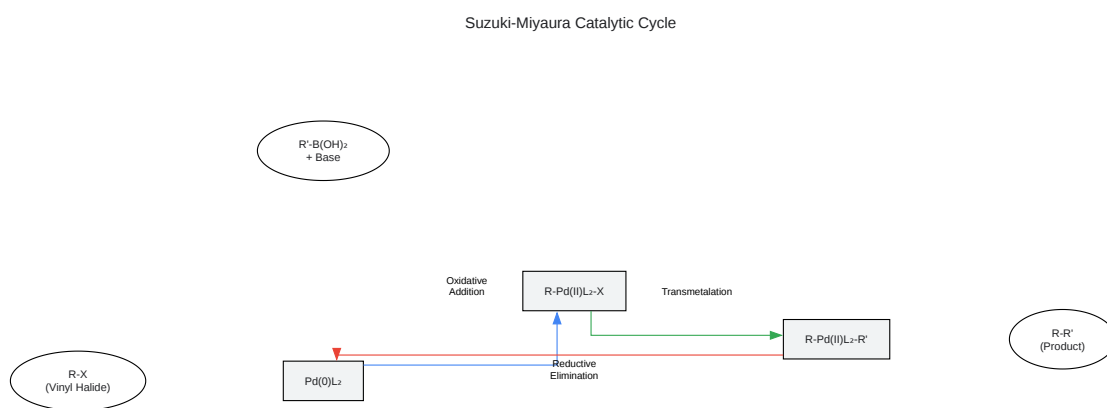 Suzuki-Miyaura Catalytic Cycle
R'-B(OH)₂
+ Base
Oxidative
Addition
R-Pd(II)L₂-X
Transmetalation
R-Pd(II)L₂-R'
R-R'
(Product)
Reductive
Elimination
R-X
(Vinyl Halide)
Pd(0)L₂